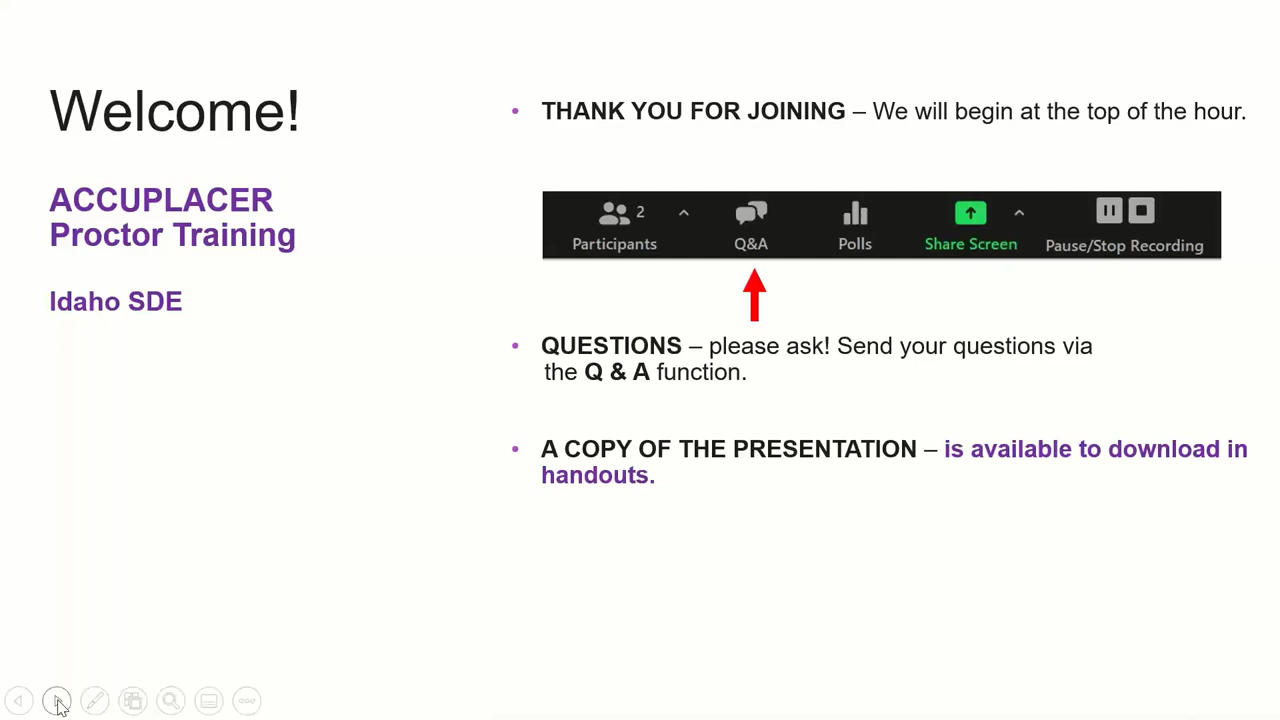 Welcome!
ACCUPLACER
Proctor Training
Idaho SDE
• THANK YOU FOR JOINING – We will begin at the top of the hour.
Participants 2
Q&A
Polls
Share Screen
Pause/Stop Recording
• QUESTIONS – please ask! Send your questions via
the Q & A function.
• A COPY OF THE PRESENTATION – is available to download in
handouts.